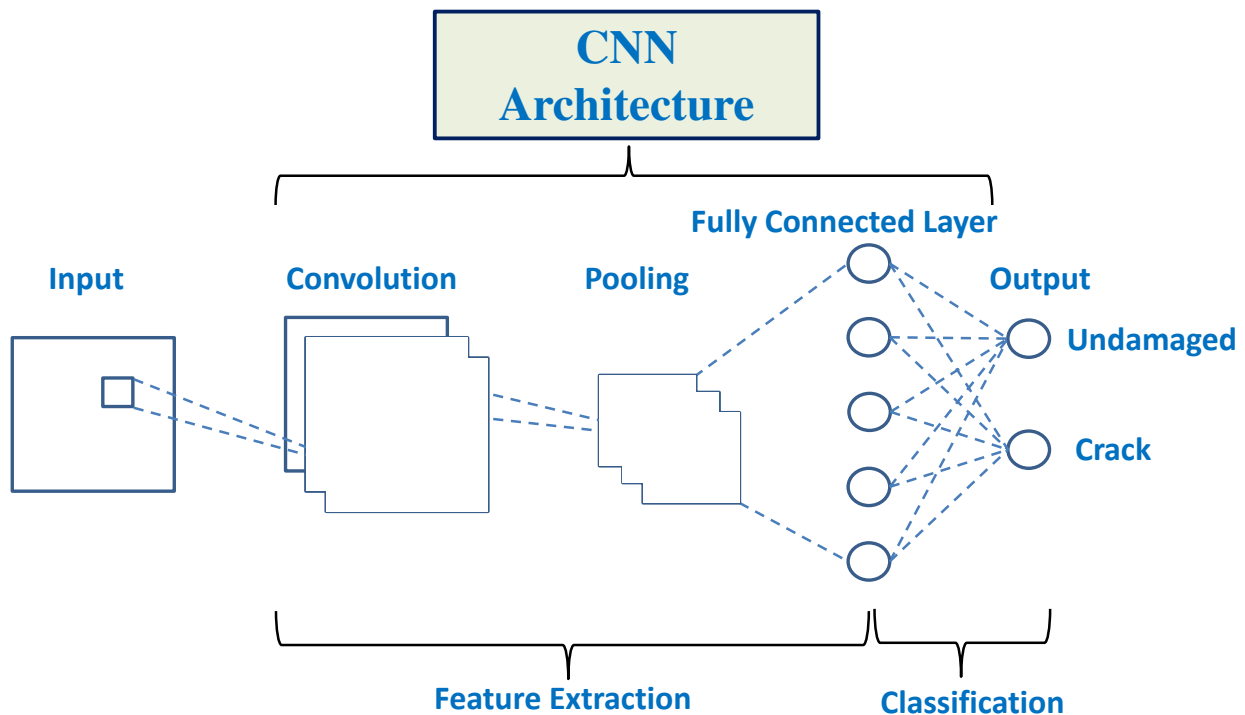 CNN
Architecture
Fully Connected Layer
Input
Convolution
Pooling
Output
Undamaged
Crack
Feature Extraction
Classification